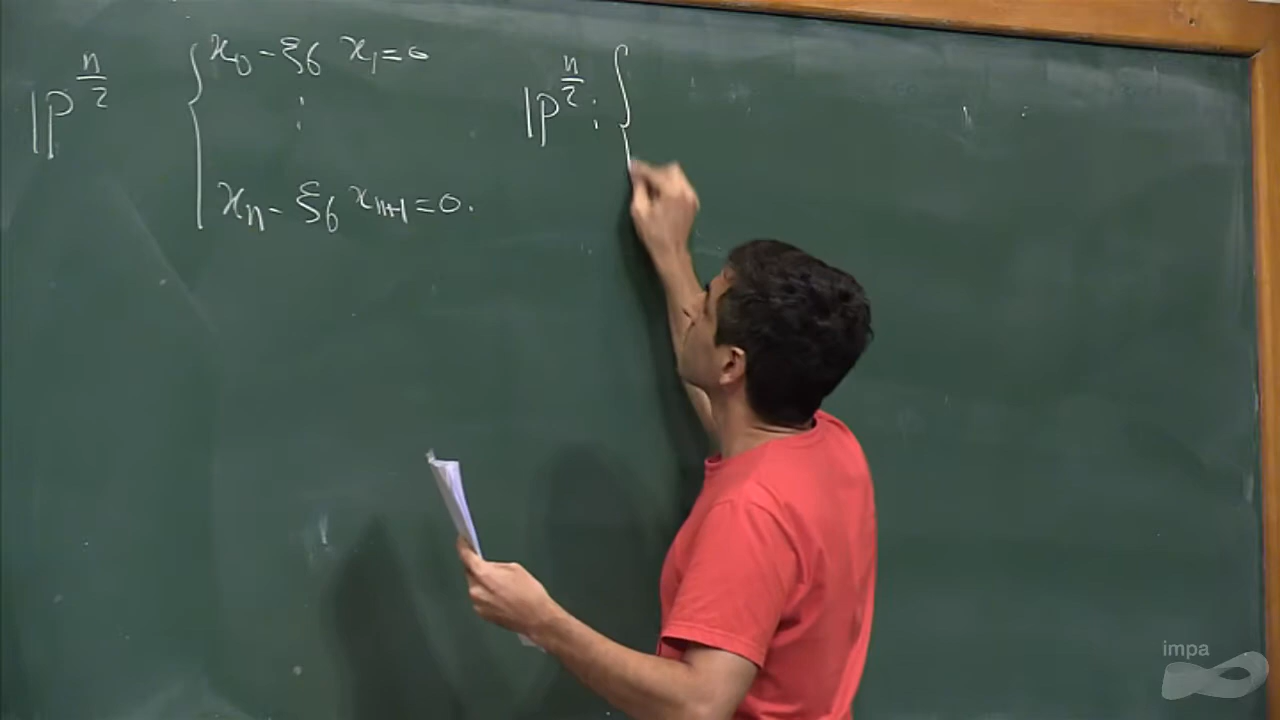 ℙ^{n/2} { x_0 - ξ_6 x_1 = 0
⋮
x_n - ξ_6 x_{n+1} = 0.
ℙ^{n/2} : {
impa